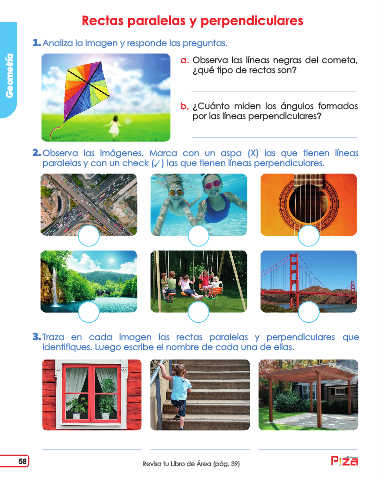 Rectas paralelas y perpendiculares
Geometría
1. Analiza la imagen y responde las preguntas.
a. Observa las líneas negras del cometa,
¿qué tipo de rectas son?
b. ¿Cuánto miden los ángulos formados
por las líneas perpendiculares?
2. Observa las imágenes. Marca con un aspa (X) las que tienen líneas
paralelas y con un check (✓) las que tienen líneas perpendiculares.
3. Traza en cada imagen las rectas paralelas y perpendiculares que
identifiques. Luego escribe el nombre de cada una de ellas.
58
Revisa tu Libro de Área (pág. 39)
Piza